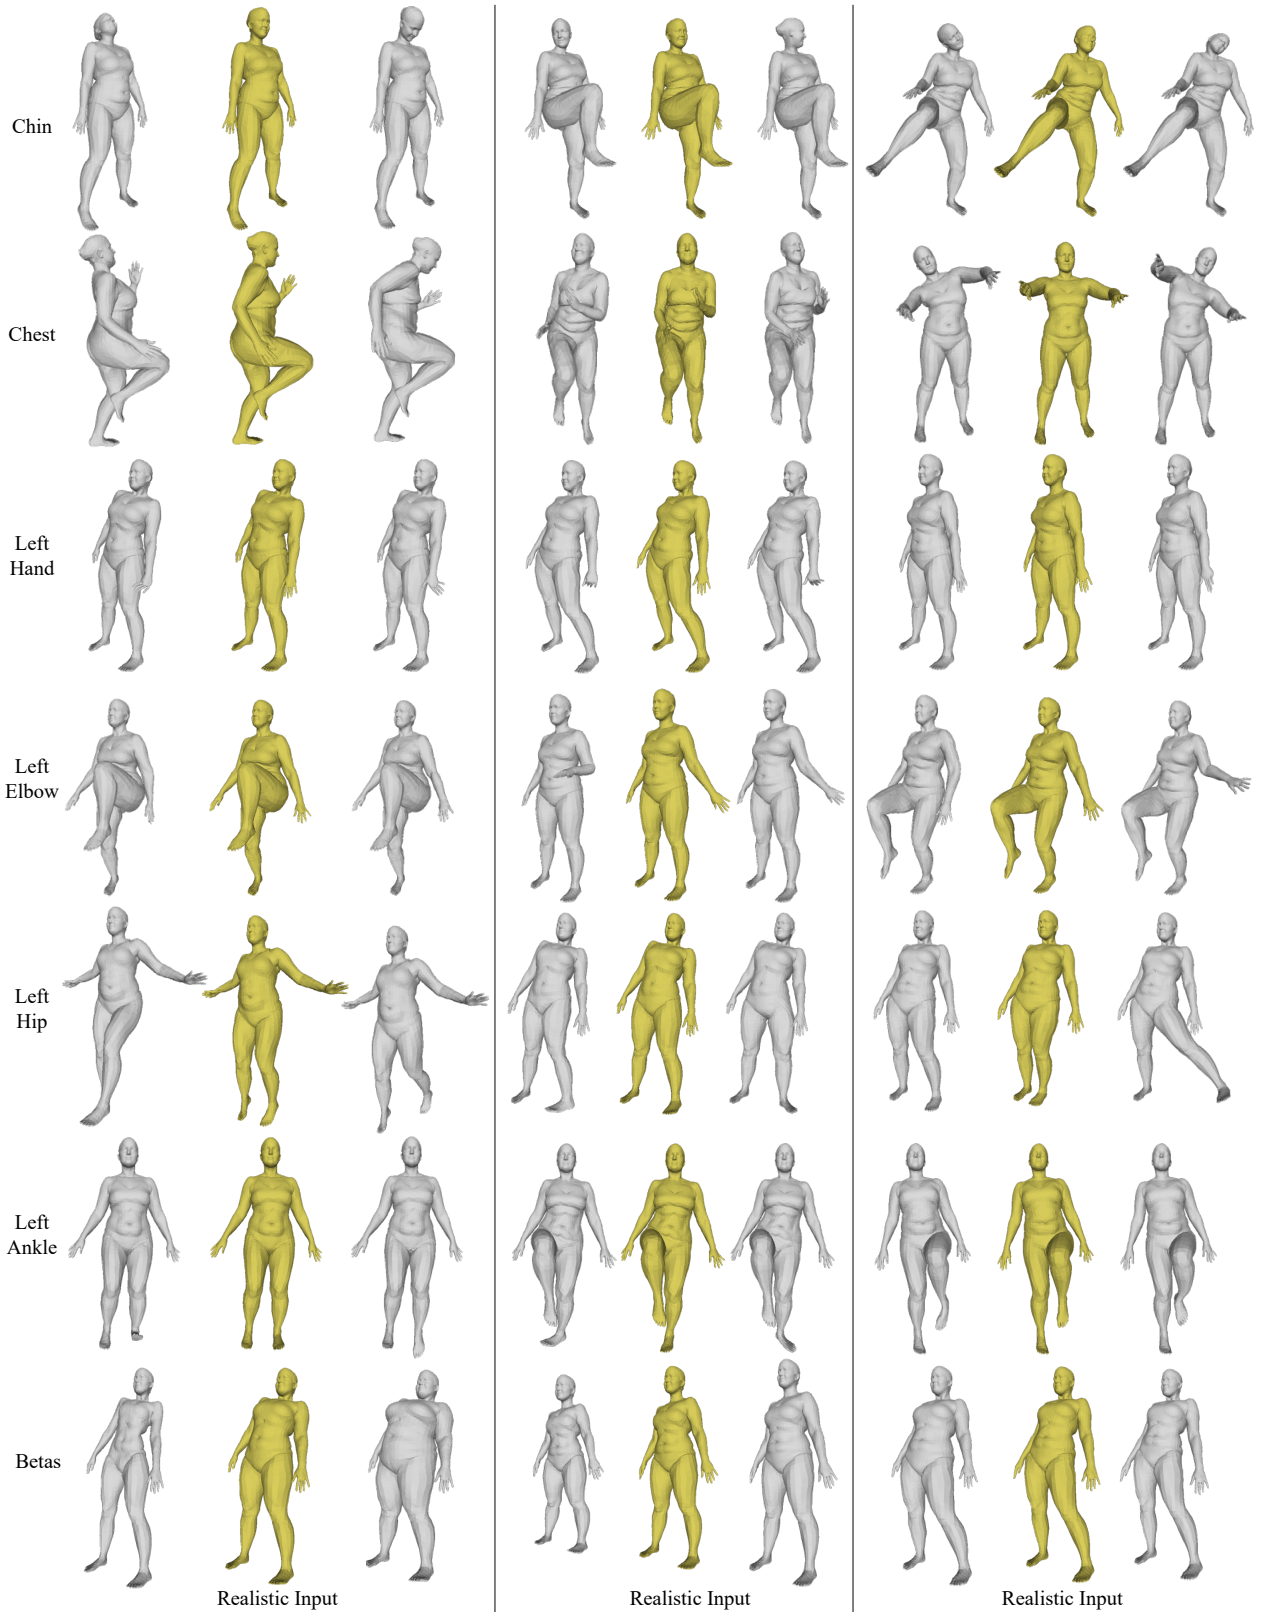 Chin
Chest
Left
Hand
Left
Elbow
Left
Hip
Left
Ankle
Betas
Realistic Input
Realistic Input
Realistic Input